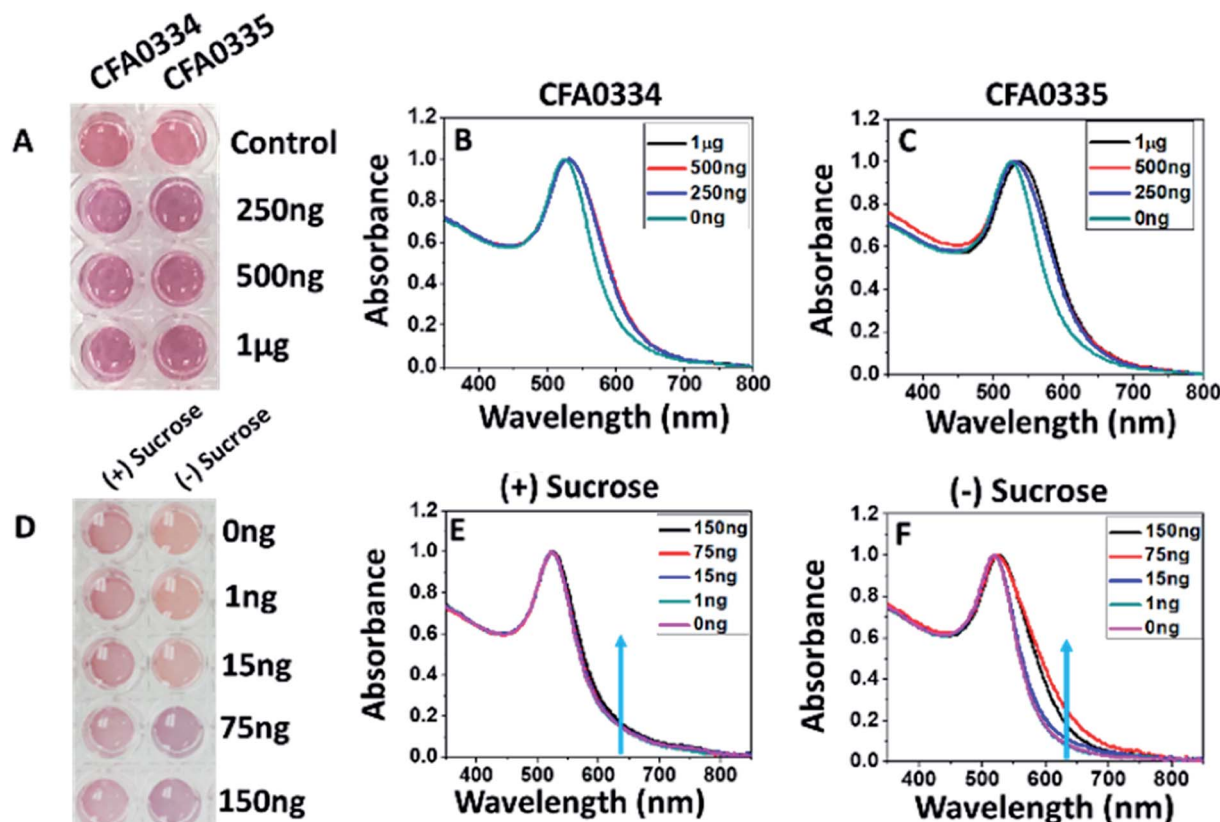 CFA0334
CFA0335
A
Control
250ng
500ng
1µg
CFA0334
B
1µg
500ng
250ng
0ng
1.2
1.0
0.8
0.6
0.4
0.2
0.0
Absorbance
400 500 600 700 800
Wavelength (nm)
CFA0335
C
1µg
500ng
250ng
0ng
1.2
1.0
0.8
0.6
0.4
0.2
0.0
Absorbance
400 500 600 700 800
Wavelength (nm)
(+) Sucrose
(-) Sucrose
D
0ng
1ng
15ng
75ng
150ng
(+) Sucrose
E
150ng
75ng
15ng
1ng
0ng
1.2
1.0
0.8
0.6
0.4
0.2
0.0
Absorbance
400 500 600 700 800
Wavelength (nm)
(-) Sucrose
F
150ng
75ng
15ng
1ng
0ng
1.2
1.0
0.8
0.6
0.4
0.2
0.0
Absorbance
400 500 600 700 800
Wavelength (nm)